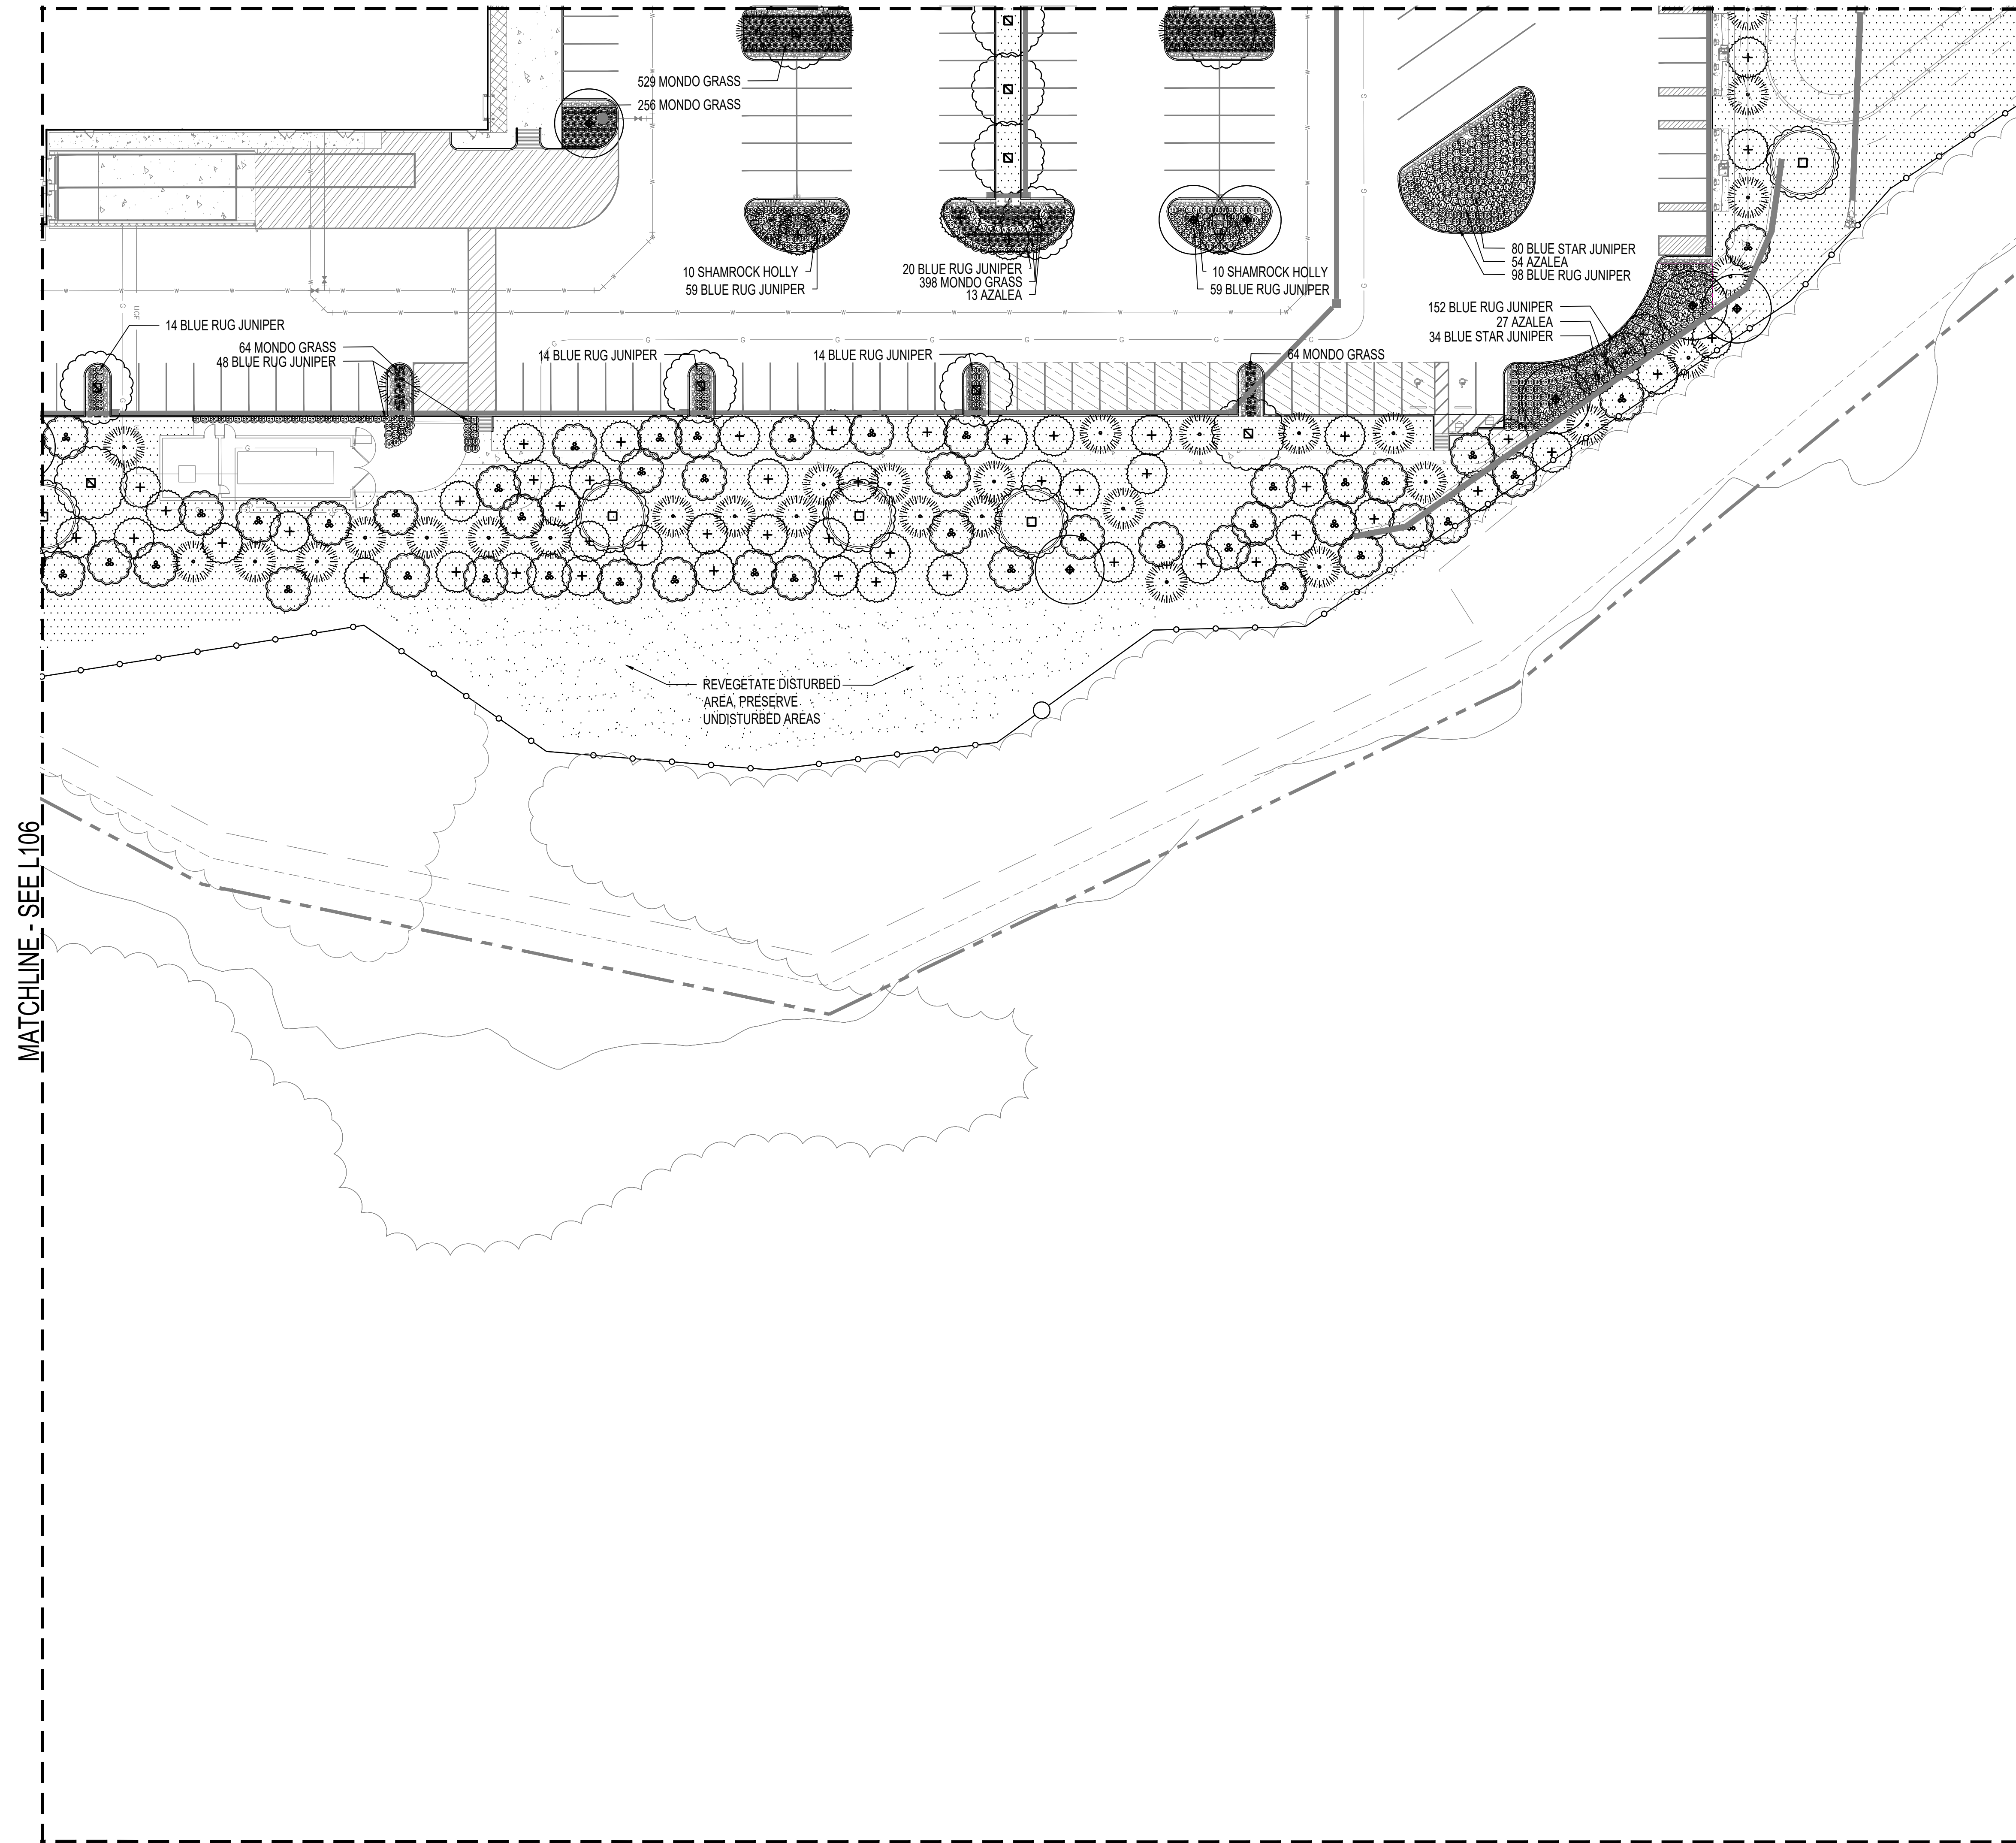 529 MONDO GRASS
256 MONDO GRASS
10 SHAMROCK HOLLY
59 BLUE RUG JUNIPER
20 BLUE RUG JUNIPER
398 MONDO GRASS
13 AZALEA
10 SHAMROCK HOLLY
59 BLUE RUG JUNIPER
80 BLUE STAR JUNIPER
54 AZALEA
98 BLUE RUG JUNIPER
152 BLUE RUG JUNIPER
27 AZALEA
34 BLUE STAR JUNIPER
14 BLUE RUG JUNIPER
64 MONDO GRASS
48 BLUE RUG JUNIPER
14 BLUE RUG JUNIPER
14 BLUE RUG JUNIPER
64 MONDO GRASS
UGE
REVEGETATE DISTURBED
AREA, PRESERVE
UNDISTURBED AREAS
MATCHLINE - SEE L106